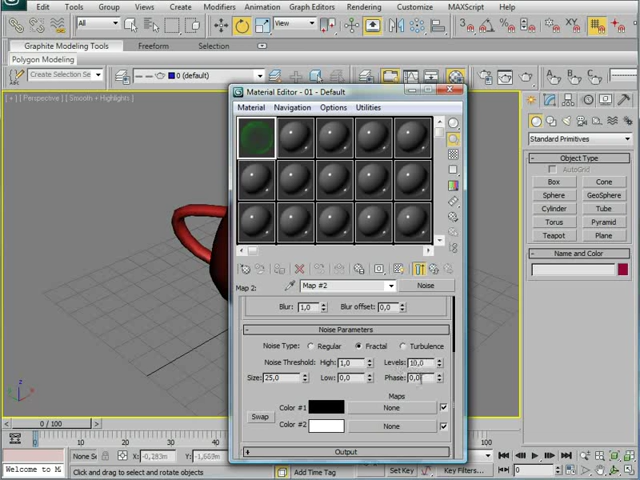 Edit Tools Group Views Create Modifiers Animation Graph Editors Rendering Customize MAXScript Help
All View
Graphite Modeling Tools Freeform Selection
Polygon Modeling
Create Selection Se 0 (default)
[ + ] [ Perspective ] [ Smooth + Highlights ]
Material Editor - 01 - Default
Material Navigation Options Utilities
Standard Primitives
- Object Type
AutoGrid
Box Cone
Sphere GeoSphere
Cylinder Tube
Torus Pyramid
Teapot Plane
- Name and Color
Map 2: Map #2 Noise
Blur: 1,0 Blur offset: 0,0
- Noise Parameters
Noise Type: Regular Fractal Turbulence
Noise Threshold: High: 1,0 Levels: 10,0
Size: 25,0 Low: 0,0 Phase: 0,0
Maps
Swap Color #1 None
Color #2 None
+ Output
0 / 100
0 90 100
X: -0,283m Y: -1,669m
Welcome to M Click and drag to select and rotate objects Add Time Tag Set Key Key Filters... 0